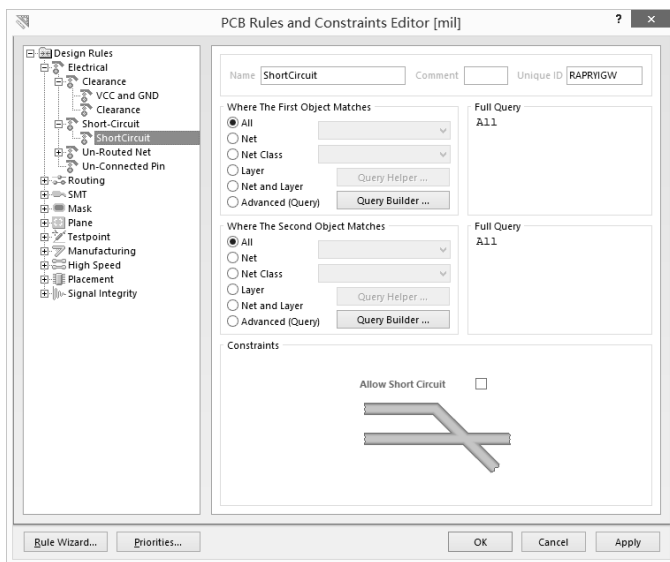 PCB Rules and Constraints Editor [mil]
? ×
Design Rules
Electrical
Clearance
VCC and GND
Clearance
Short-Circuit
ShortCircuit
Un-Routed Net
Un-Connected Pin
Routing
SMT
Mask
Plane
Testpoint
Manufacturing
High Speed
Placement
Signal Integrity
Name ShortCircuit Comment Unique ID RAPRYIGW
Where The First Object Matches
All
Net
Net Class
Layer
Net and Layer
Advanced (Query)
Query Helper ...
Query Builder ...
Full Query
All
Where The Second Object Matches
All
Net
Net Class
Layer
Net and Layer
Advanced (Query)
Query Helper ...
Query Builder ...
Full Query
All
Constraints
Allow Short Circuit
Rule Wizard... Priorities... OK Cancel Apply